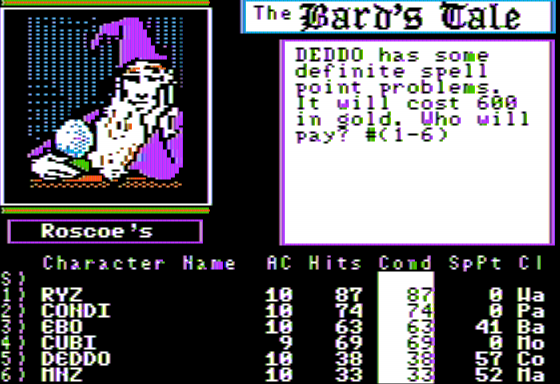 The Bard's Tale
DEDDO has some
definite spell
point problems.
It will cost 600
in gold. Who will
pay? #(1-6)
Roscoe's
Character Name AC Hits Cond SpPt Cl
S)
1) RYZ 10 87 87 0 Wa
2) CONDI 10 74 74 0 Pa
3) EBO 10 63 63 41 Ba
4) CUBI 9 69 69 0 Mo
5) DEDDO 10 38 38 57 Co
6) MNZ 10 33 33 52 Ma